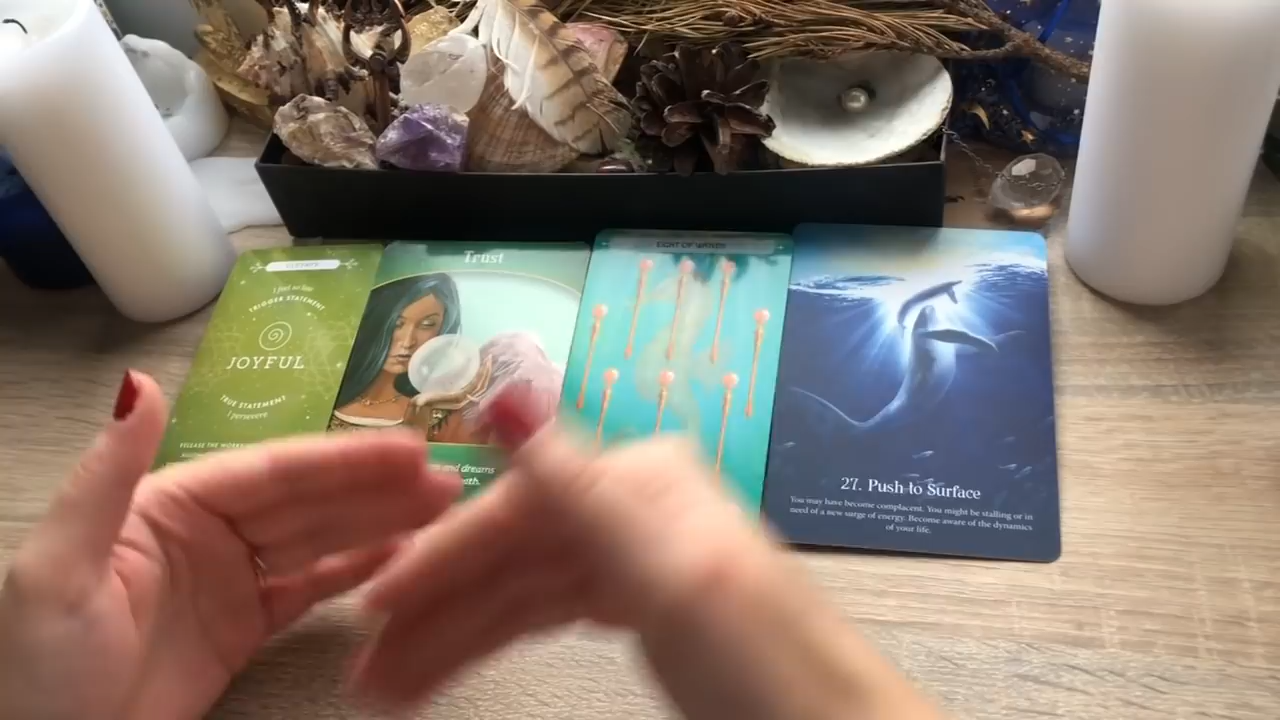 I feel so low
TRIGGER STATEMENT
JOYFUL
TRUE STATEMENT
I persevere
Trust
and dreams
EIGHT OF WANDS
27. Push to Surface
You may have become complacent. You might be stalling or in
need of a new surge of energy. Become aware of the dynamics
of your life.